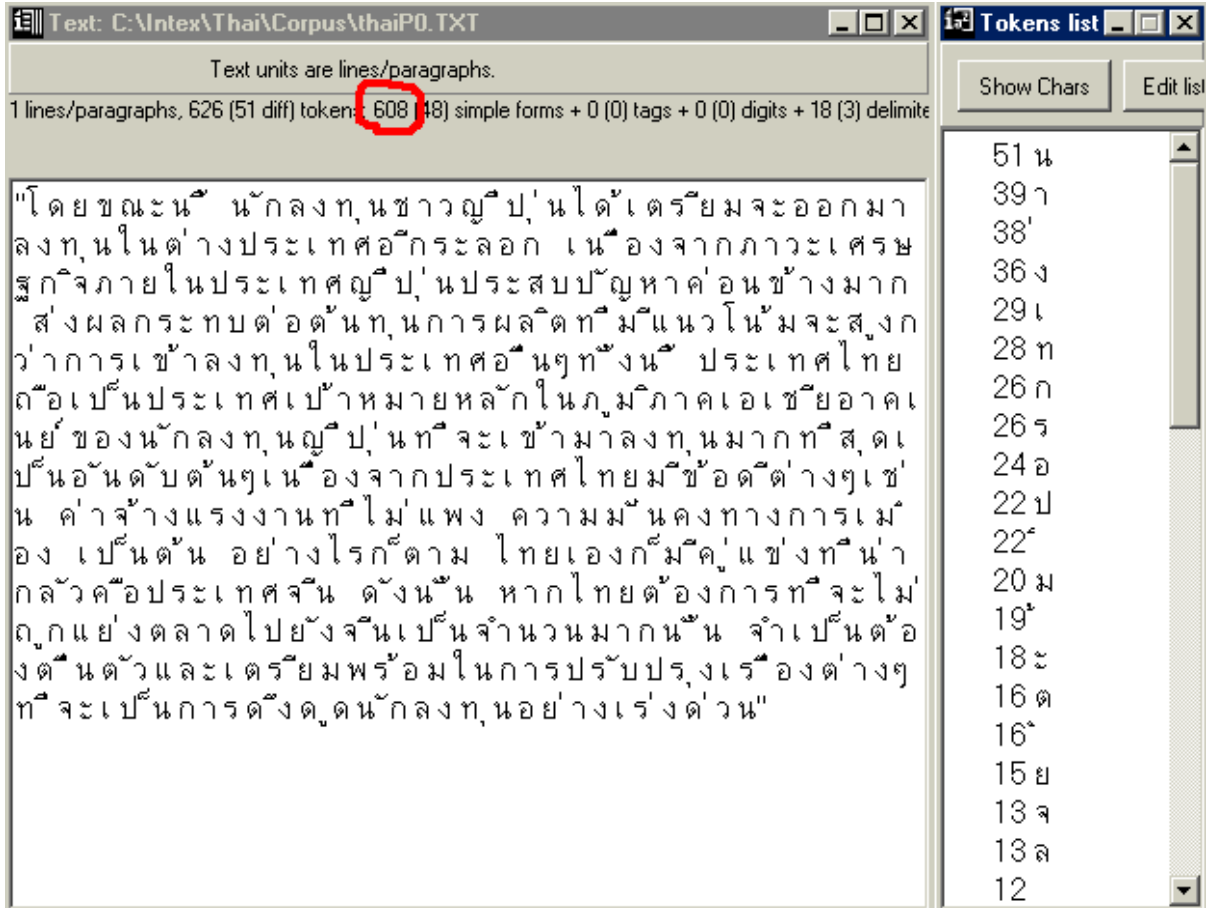 Text: C:\Intex\Thai\Corpus\thaiP0.TXT
Text units are lines/paragraphs.
1 lines/paragraphs, 626 (51 diff) tokens, 608 (48) simple forms + 0 (0) tags + 0 (0) digits + 18 (3) delimite
"โดยขณะนี้ นักลงทุนชาวญี่ปุ่นได้เตรียมจะออกมา
ลงทุนในต่างประเทศอีกระลอก เนื่องจากภาวะเศรษ
ฐกิจภายในประเทศญี่ปุ่นประสบปัญหาค่อนข้างมาก
ส่งผลกระทบต่อต้นทุนการผลิตที่มีแนวโน้มจะสูงก
ว่าการเข้าลงทุนในประเทศอื่นๆทั้งนี้ ประเทศไทย
ถือเป็นประเทศเป้าหมายหลักในภูมิภาคเอเชียอาคเ
นย์ของนักลงทุนญี่ปุ่นที่จะเข้ามาลงทุนมากที่สุดเ
ป็นอันดับต้นๆเนื่องจากประเทศไทยมีข้อดีต่างๆเช่
น ค่าจ้างแรงงานที่ไม่แพง ความมั่นคงทางการเมื
อง เป็นต้น อย่างไรก็ตาม ไทยเองก็มีคู่แข่งที่น่า
กลัวคือประเทศจีน ดังนั้น หากไทยต้องการที่จะไม่
ถูกแย่งตลาดไปยังจีนเป็นจำนวนมากนั้น จำเป็นต้อ
งตื่นตัวและเตรียมพร้อมในการปรับปรุงเรื่องต่างๆ
ที่จะเป็นการดึงดูดนักลงทุนอย่างเร่งด่วน"
Tokens list
Show Chars
Edit lis
51 น
39 า
38 ่
36 ง
29 เ
28 ท
26 ก
26 ร
24 อ
22 ป
22 ี
20 ม
19 ้
18 ะ
16 ต
16 ั
15 ย
13 จ
13 ล
12